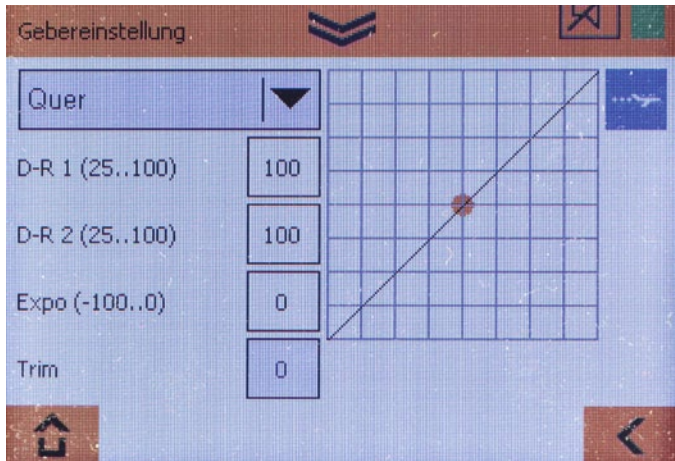 Gebereinstellung
Quer
D-R 1 (25..100) 100
D-R 2 (25..100) 100
Expo (-100..0) 0
Trim 0